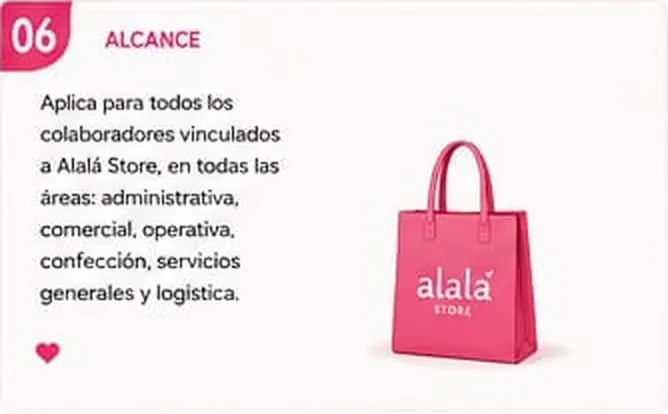 06
ALCANCE
Aplica para todos los
colaboradores vinculados
a Alalá Store, en todas las
áreas: administrativa,
comercial, operativa,
confección, servicios
generales y logística.
alalá
STORE